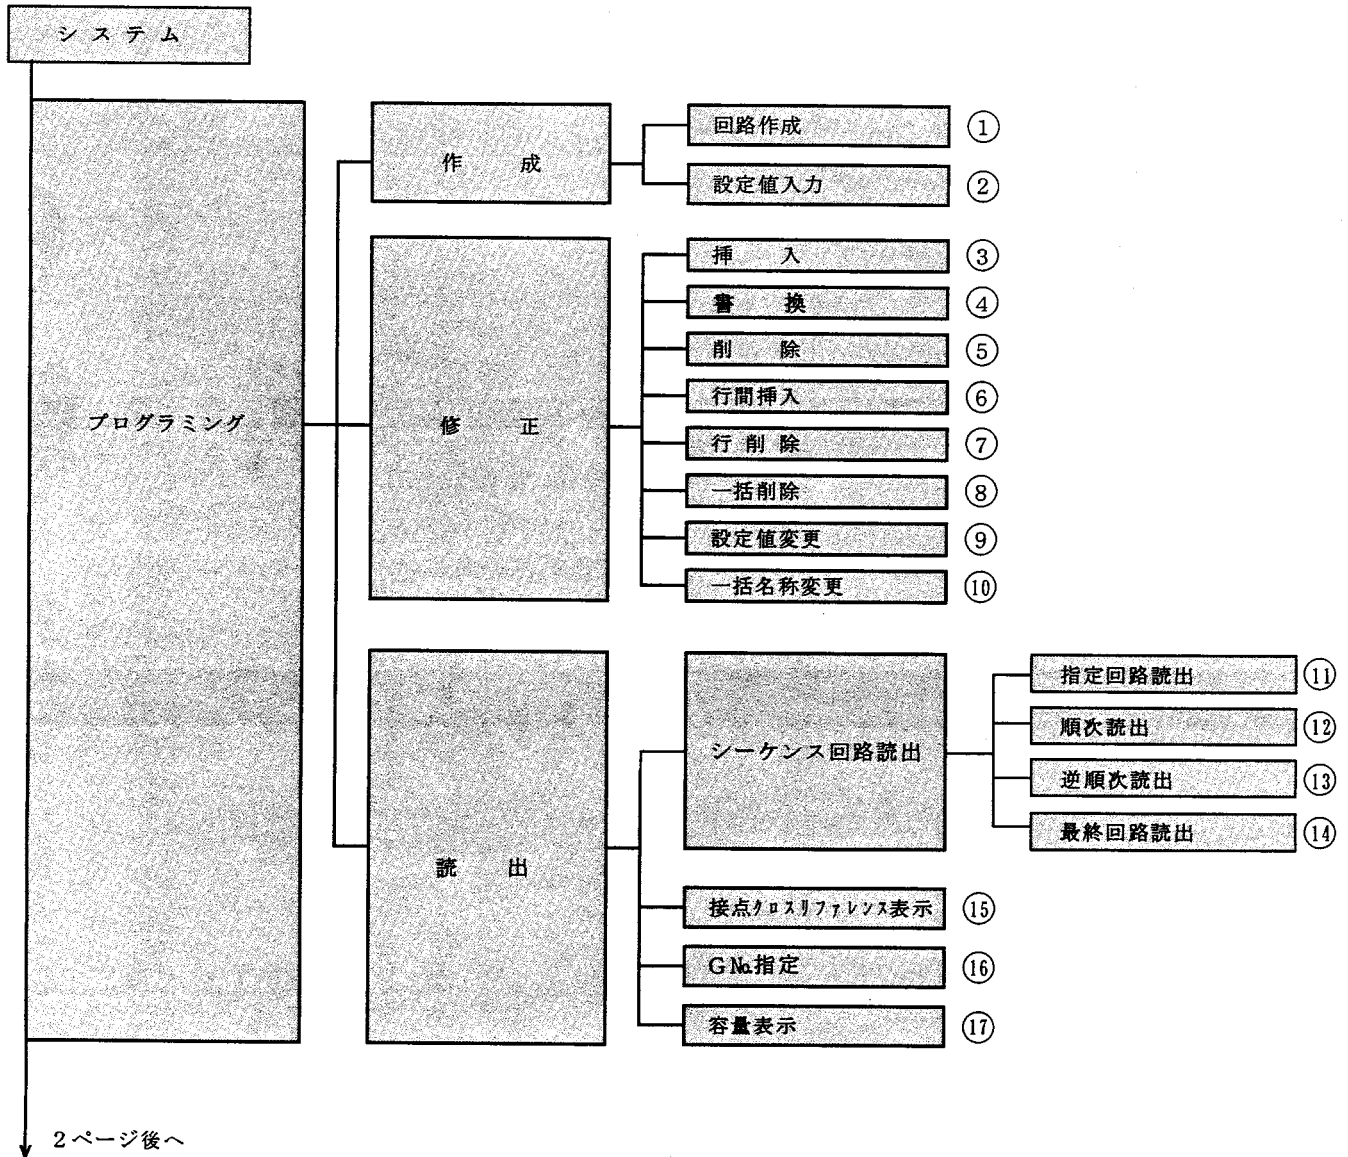 システム
プログラミング
作成
回路作成 ①
設定値入力 ②
修正
挿入 ③
書換 ④
削除 ⑤
行間挿入 ⑥
行削除 ⑦
一括削除 ⑧
設定値変更 ⑨
一括名称変更 ⑩
読出
シーケンス回路読出
指定回路読出 ⑪
順次読出 ⑫
逆順次読出 ⑬
最終回路読出 ⑭
接点クロスリファレンス表示 ⑮
G№指定 ⑯
容量表示 ⑰
2ページ後へ